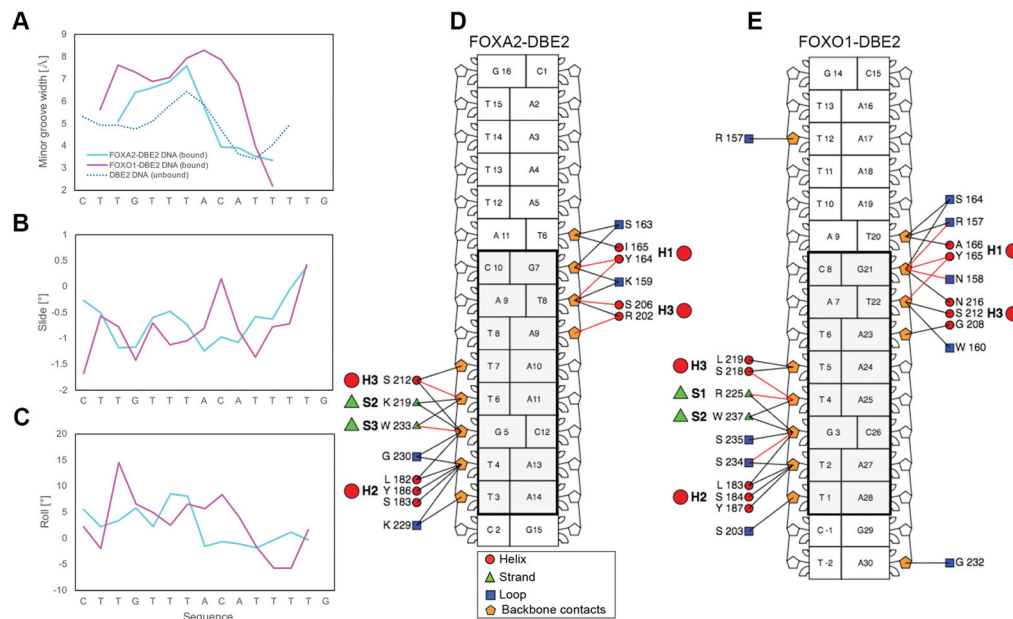 A
Minor groove width [Å]
9
8
7
6
5
4
3
2
FOXA2-DBE2 DNA (bound)
FOXO1-DBE2 DNA (bound)
DBE2 DNA (unbound)
C T T G T T T A C A T T T T G
B
Slide [°]
1
0.5
0
-0.5
-1
-1.5
-2
C T T G T T T A C A T T T T G
C
Roll [°]
20
15
10
5
0
-5
-10
C T T G T T T A C A T T T T G
Sequence
D
FOXA2-DBE2
G 16 C1
T 15 A2
T 14 A3
T 13 A4
T 12 A5
A 11 T6
C 10 G7
A 9 T8
T 8 A9
T 7 A10
T 6 A11
G 5 C12
T 4 A13
T 3 A14
C 2 G15
S 163
I 165
Y 164
H1
K 159
S 206
H3
R 202
H3 S 212
S2 K 219
S3 W 233
G 230
L 182
H2 Y 186
S 183
K 229
Helix
Strand
Loop
Backbone contacts
E
FOXO1-DBE2
G 14 C15
T 13 A16
T 12 A17
T 11 A18
T 10 A19
A 9 T20
C 8 G21
A 7 T22
T 6 A23
T 5 A24
T 4 A25
G 3 C26
T 2 A27
T 1 A28
C -1 G29
T -2 A30
R 157
S 164
R 157
A 166
H1
Y 165
N 158
N 216
S 212 H3
G 208
W 160
L 219
H3
S 218
S1 R 225
S2 W 237
S 235
S 234
L 183
H2 S 184
Y 187
S 203
G 232